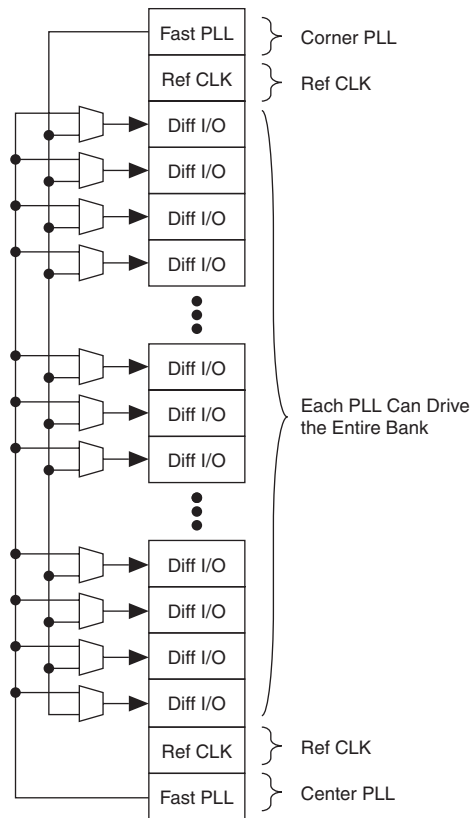 Fast PLL
Corner PLL
Ref CLK
Ref CLK
Diff I/O
Diff I/O
Diff I/O
Diff I/O
Diff I/O
Diff I/O
Diff I/O
Each PLL Can Drive
the Entire Bank
Diff I/O
Diff I/O
Diff I/O
Diff I/O
Ref CLK
Ref CLK
Fast PLL
Center PLL